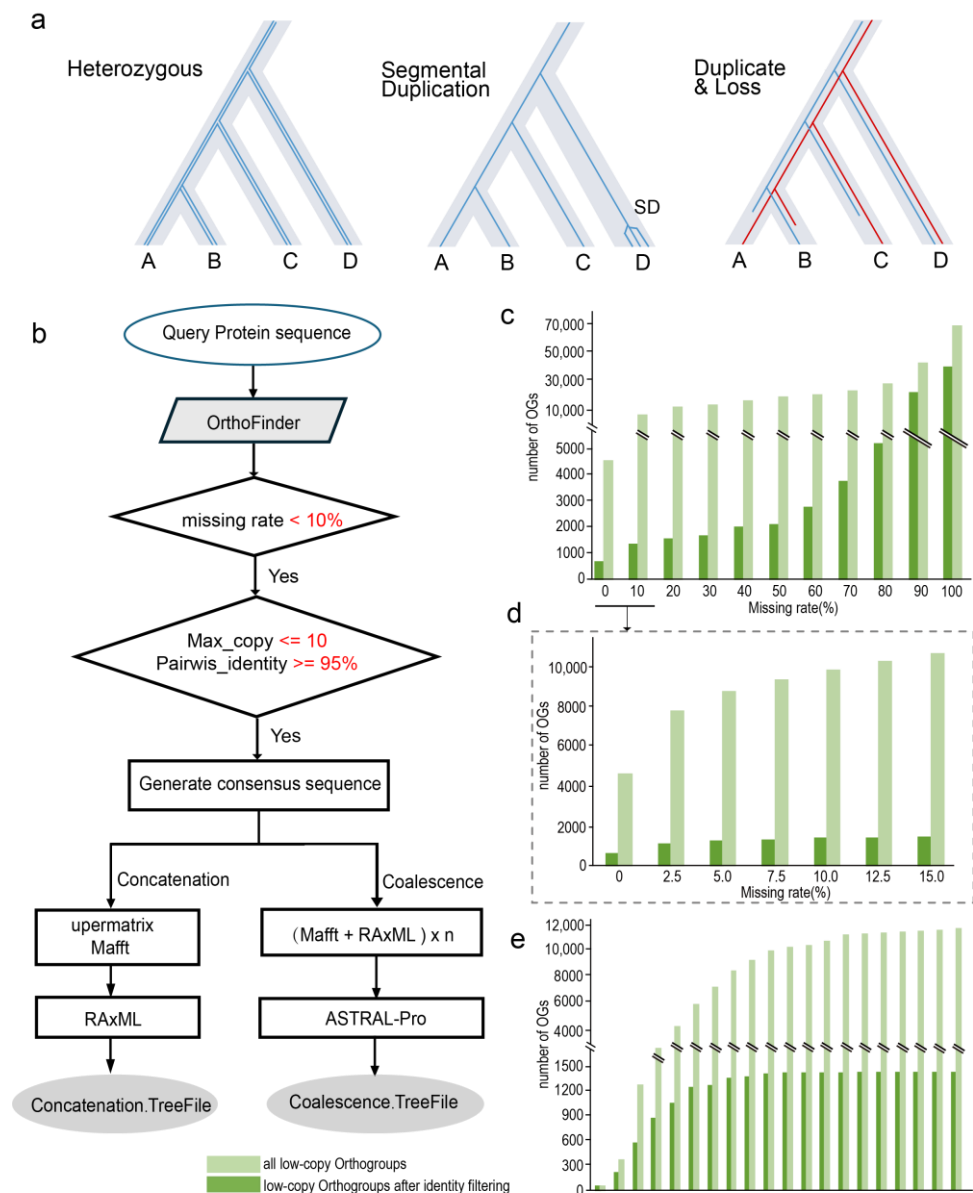 a
Heterozygous
A B C D
Segmental
Duplication
SD
A B C D
Duplicate
& Loss
A B C D
b
Query Protein sequence
OrthoFinder
missing rate < 10%
Yes
Max_copy <= 10
Pairwis_identity >= 95%
Yes
Generate consensus sequence
Concatenation
Coalescence
upermatrix
Mafft
(Mafft + RAxML ) x n
RAxML
ASTRAL-Pro
Concatenation.TreeFile
Coalescence.TreeFile
all low-copy Orthogroups
low-copy Orthogroups after identity filtering
c
number of OGs
70,000
50,000
30,000
10,000
5000
4000
3000
2000
1000
0
0 10 20 30 40 50 60 70 80 90 100
Missing rate(%)
d
number of OGs
10,000
8000
6000
4000
2000
0
0 2.5 5.0 7.5 10.0 12.5 15.0
Missing rate(%)
e
number of OGs
12,000
10,000
8000
6000
4000
1500
1200
900
600
300
0